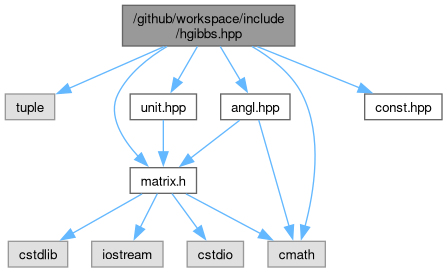 /github/workspace/include
/hgibbs.hpp
tuple
unit.hpp
angl.hpp
const.hpp
matrix.h
cstdlib
iostream
cstdio
cmath